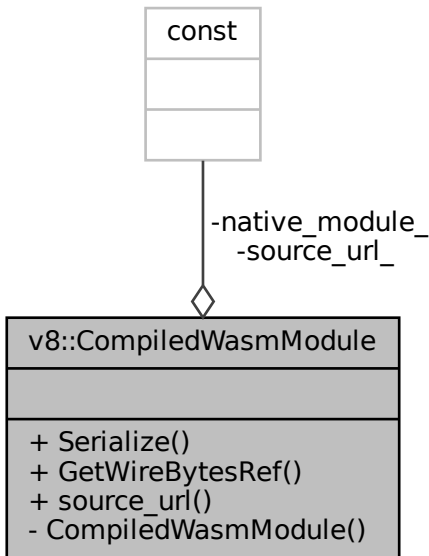 const
-native_module_
-source_url_
v8::CompiledWasmModule
+ Serialize()
+ GetWireBytesRef()
+ source_url()
- CompiledWasmModule()